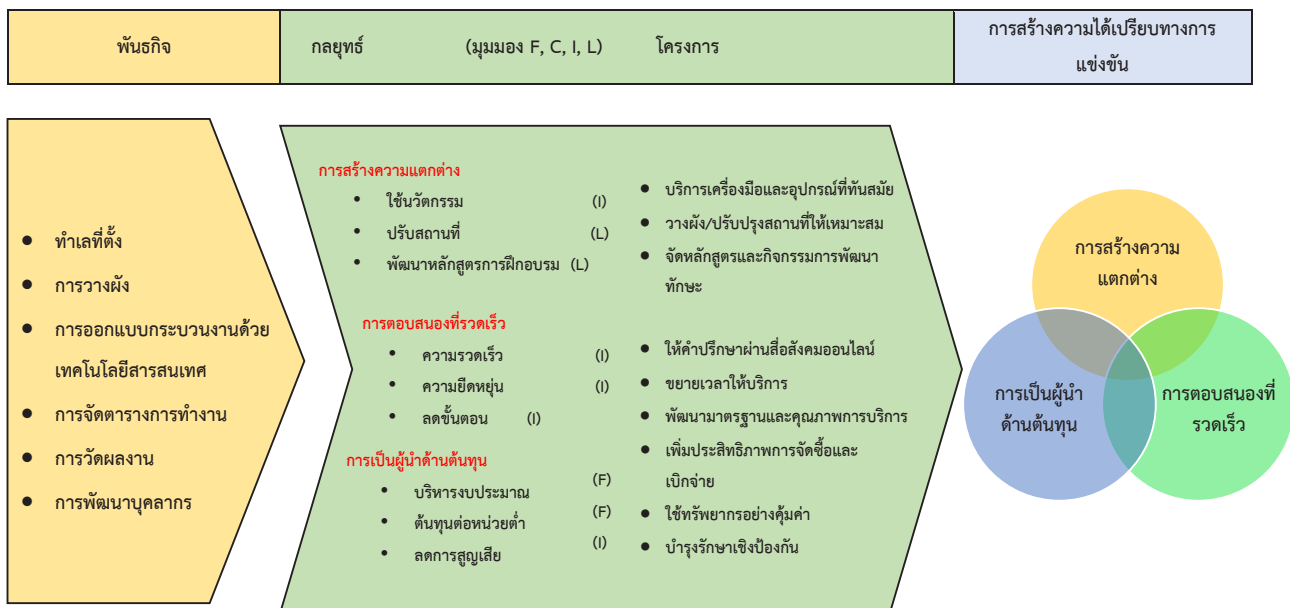 พันธกิจ
กลยุทธ์ (มุมมอง F, C, I, L) โครงการ
การสร้างความได้เปรียบทางการ
แข่งขัน
● ทำเลที่ตั้ง
● การวางผัง
● การออกแบบกระบวนงานด้วย
เทคโนโลยีสารสนเทศ
● การจัดตารางการทำงาน
● การวัดผลงาน
● การพัฒนาบุคลากร
การสร้างความแตกต่าง
• ใช้นวัตกรรม (I)
• ปรับสถานที่ (L)
• พัฒนาหลักสูตรการฝึกอบรม (L)
การตอบสนองที่รวดเร็ว
• ความรวดเร็ว (I)
• ความยืดหยุ่น (I)
• ลดขั้นตอน (I)
การเป็นผู้นำด้านต้นทุน
• บริหารงบประมาณ (F)
• ต้นทุนต่อหน่วยต่ำ (F)
• ลดการสูญเสีย (I)
● บริการเครื่องมือและอุปกรณ์ที่ทันสมัย
● วางผัง/ปรับปรุงสถานที่ให้เหมาะสม
● จัดหลักสูตรและกิจกรรมการพัฒนา
ทักษะ
● ให้คำปรึกษาผ่านสื่อสังคมออนไลน์
● ขยายเวลาให้บริการ
● พัฒนามาตรฐานและคุณภาพการบริการ
● เพิ่มประสิทธิภาพการจัดซื้อและ
เบิกจ่าย
● ใช้ทรัพยากรอย่างคุ้มค่า
● บำรุงรักษาเชิงป้องกัน
การสร้างความ
แตกต่าง
การเป็นผู้นำ
ด้านต้นทุน
การตอบสนองที่
รวดเร็ว